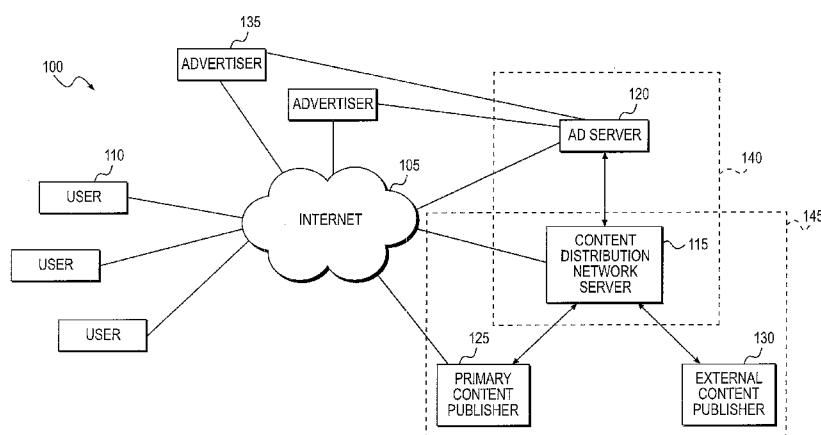 135
ADVERTISER
100
ADVERTISER
120
AD SERVER
140
110
USER
105
INTERNET
145
USER
CONTENT
DISTRIBUTION
NETWORK
SERVER
115
USER
125
PRIMARY
CONTENT
PUBLISHER
130
EXTERNAL
CONTENT
PUBLISHER